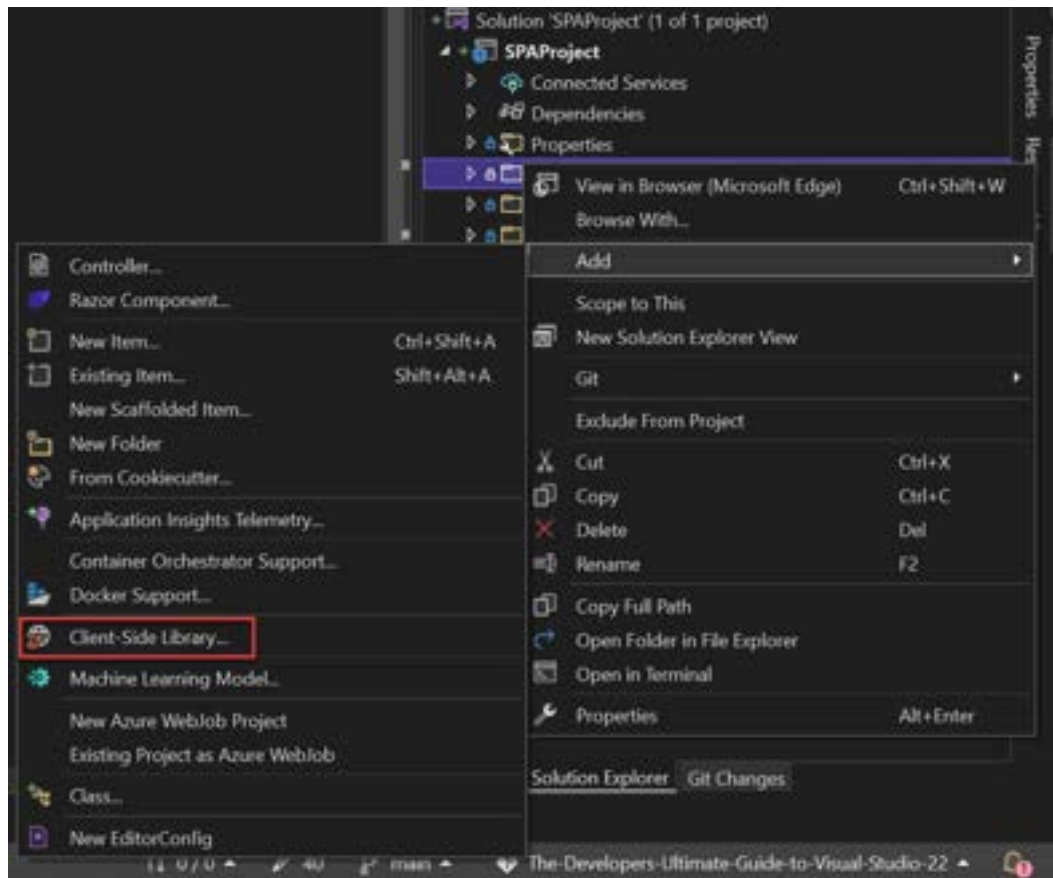 Solution 'SPAProject' (1 of 1 project)
SPAProject
Connected Services
Dependencies
Properties
Properties
View in Browser (Microsoft Edge) Ctrl+Shift+W
Browse With...
Add
Scope to This
New Solution Explorer View
Git
Exclude From Project
Cut Ctrl+X
Copy Ctrl+C
Delete Del
Rename F2
Copy Full Path
Open Folder in File Explorer
Open in Terminal
Properties Alt+Enter
Controller...
Razor Component...
New Item... Ctrl+Shift+A
Existing Item... Shift+Alt+A
New Scaffolded Item...
New Folder
From Cookiecutter...
Application Insights Telemetry...
Container Orchestrator Support...
Docker Support...
Client-Side Library...
Machine Learning Model...
New Azure WebJob Project
Existing Project as Azure WebJob
Class...
New EditorConfig
Solution Explorer Git Changes
0 / 0 40 main The-Developers-Ultimate-Guide-to-Visual-Studio-22